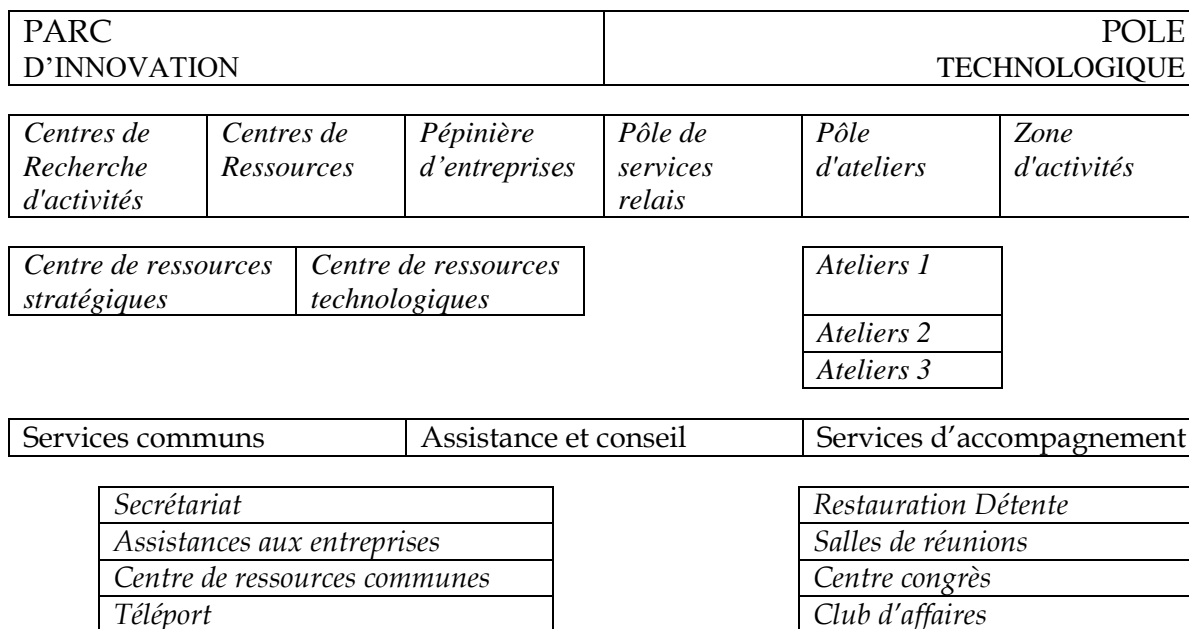 PARC POLE
D’INNOVATION TECHNOLOGIQUE
Centres de Centres de Pépinière Pôle de Pôle Zone
Recherche Ressources d’entreprises services d'ateliers d'activités
d'activités relais
Centre de ressources Centre de ressources Ateliers 1
stratégiques technologiques
Ateliers 2
Ateliers 3
Services communs Assistance et conseil Services d’accompagnement
Secrétariat Restauration Détente
Assistances aux entreprises Salles de réunions
Centre de ressources communes Centre congrès
Téléport Club d’affaires